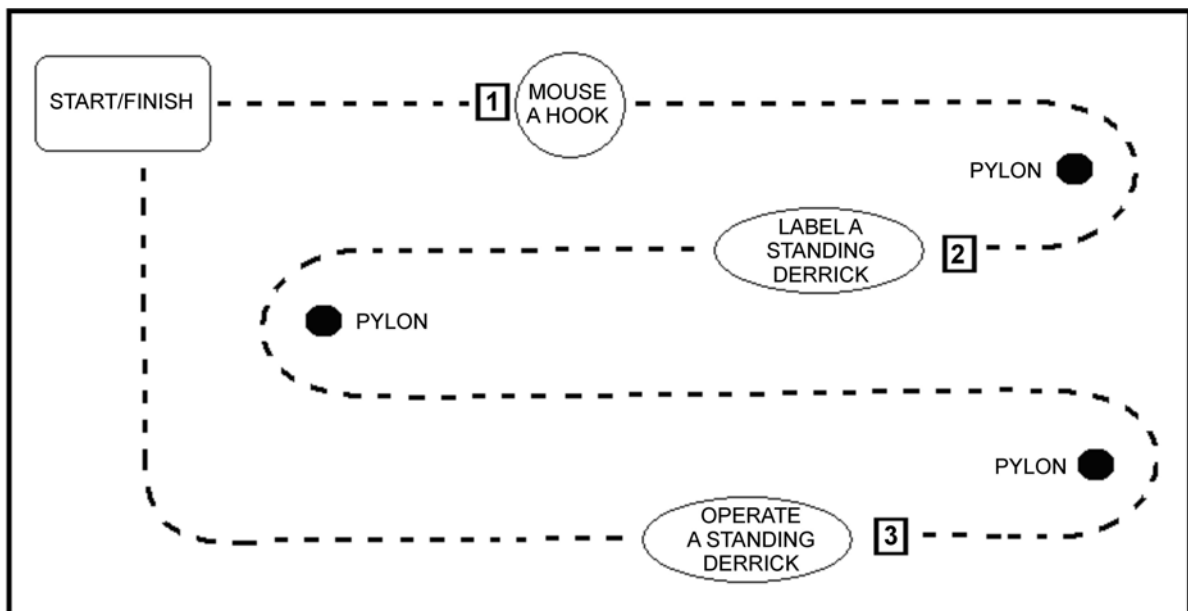 START/FINISH
1
MOUSE
A HOOK
PYLON
LABEL A
STANDING
DERRICK
2
PYLON
PYLON
OPERATE
A STANDING
DERRICK
3